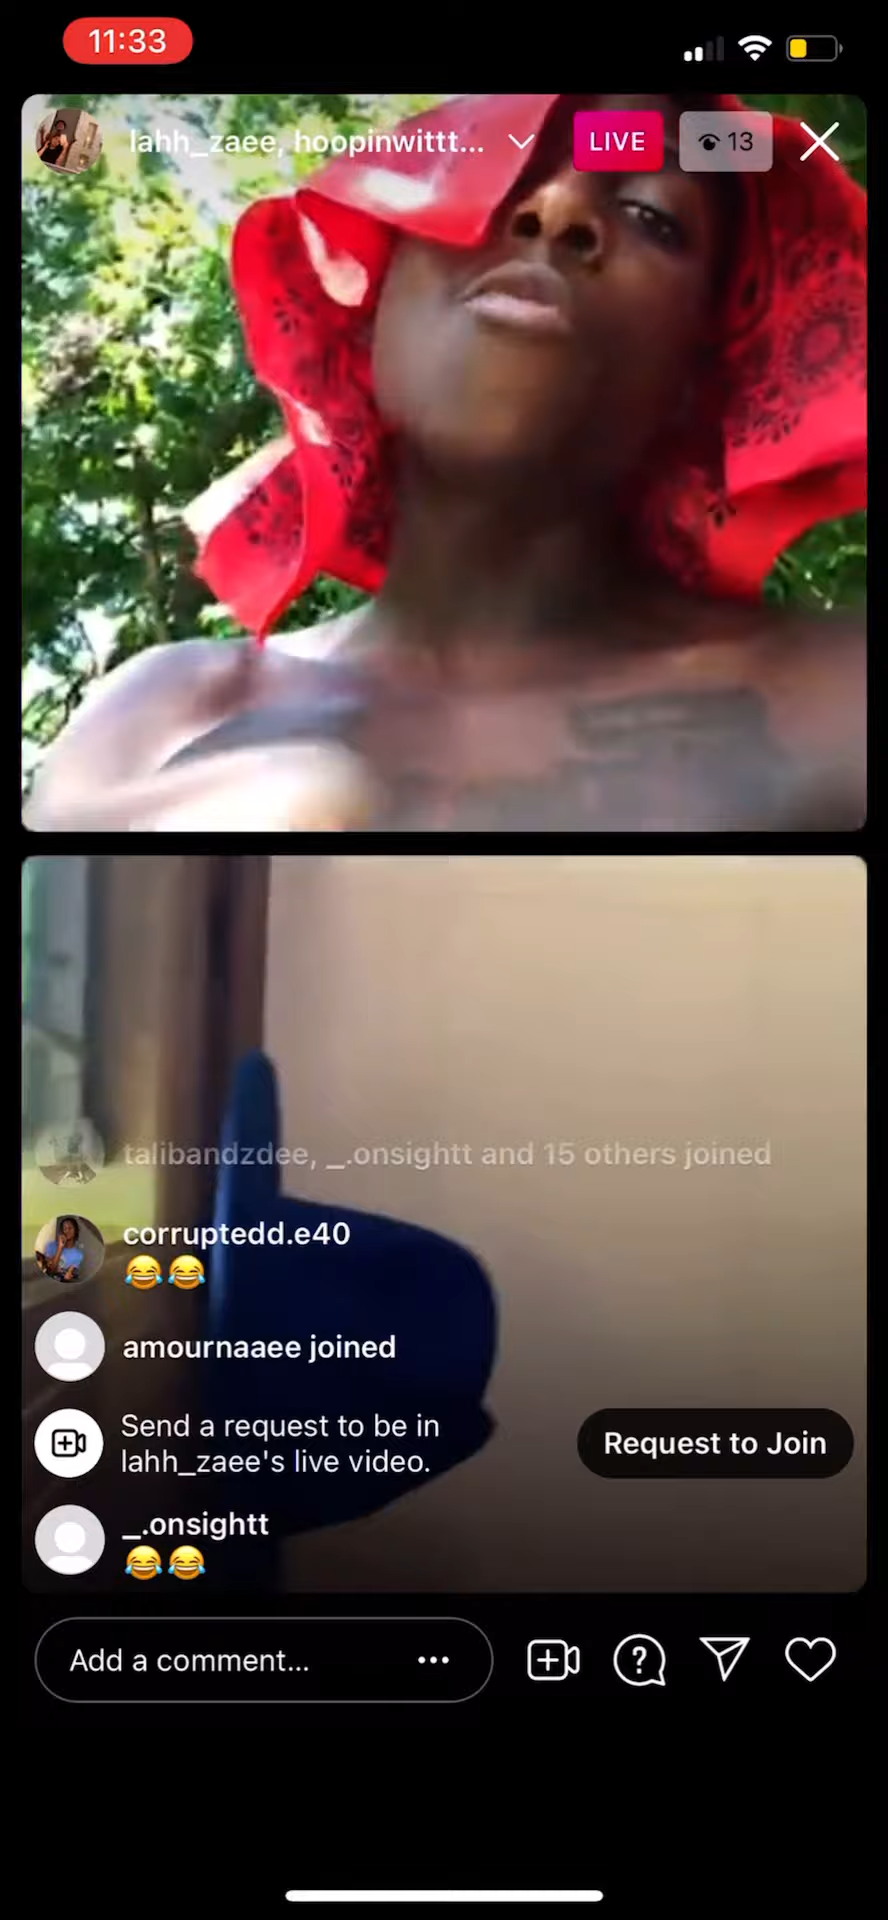 11:33
lahh_zaee, hoopinwittt...
LIVE
13
talibandzdee, _.onsightt and 15 others joined
corruptedd.e40
😂😂
amournaaee joined
Send a request to be in
lahh_zaee's live video.
Request to Join
_.onsightt
😂😂
Add a comment...